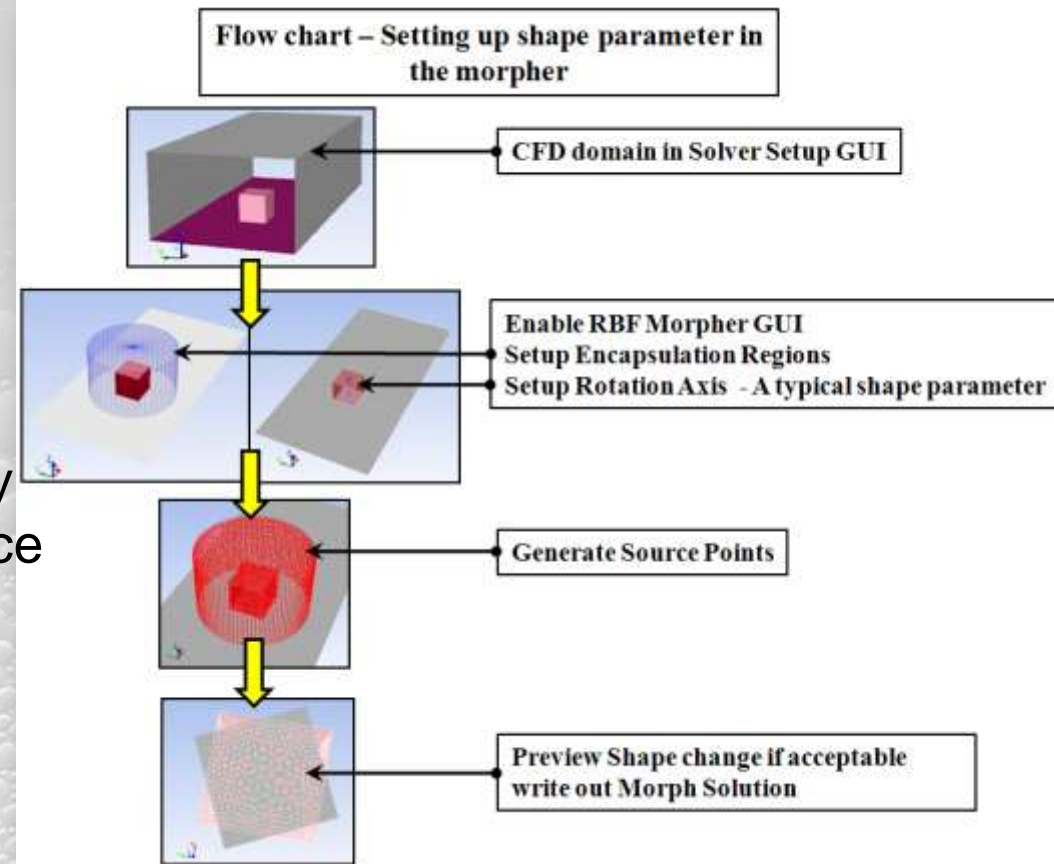 Flow chart – Setting up shape parameter in
the morpher
CFD domain in Solver Setup GUI
Enable RBF Morpher GUI
Setup Encapsulation Regions
Setup Rotation Axis - A typical shape parameter
Generate Source Points
Preview Shape change if acceptable
write out Morph Solution